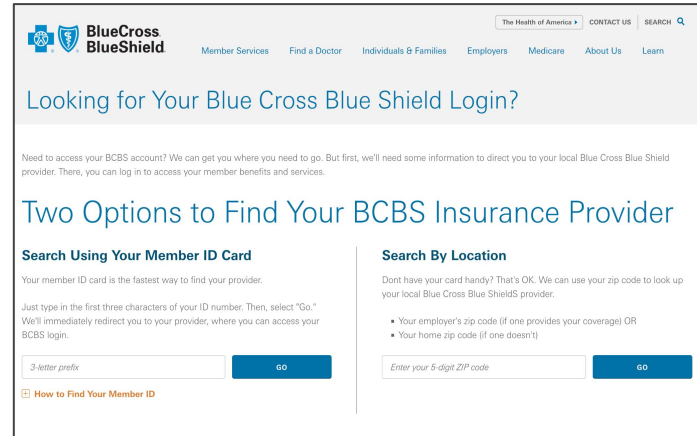 The Health of America
CONTACT US
SEARCH
BlueCross
BlueShield
Member Services
Find a Doctor
Individuals & Families
Employers
Medicare
About Us
Learn
Looking for Your Blue Cross Blue Shield Login?
Need to access your BCBS account? We can get you where you need to go. But first, we'll need some information to direct you to your local Blue Cross Blue Shield
provider. There, you can log in to access your member benefits and services.
Two Options to Find Your BCBS Insurance Provider
Search Using Your Member ID Card
Your member ID card is the fastest way to find your provider.
Just type in the first three characters of your ID number. Then, select "Go."
We'll immediately redirect you to your provider, where you can access your
BCBS login.
3-letter prefix
GO
How to Find Your Member ID
Search By Location
Dont have your card handy? That's OK. We can use your zip code to look up
your local Blue Cross Blue ShieldS provider.
Your employer's zip code (if one provides your coverage) OR
Your home zip code (if one doesn't)
Enter your 5-digit ZIP code
GO